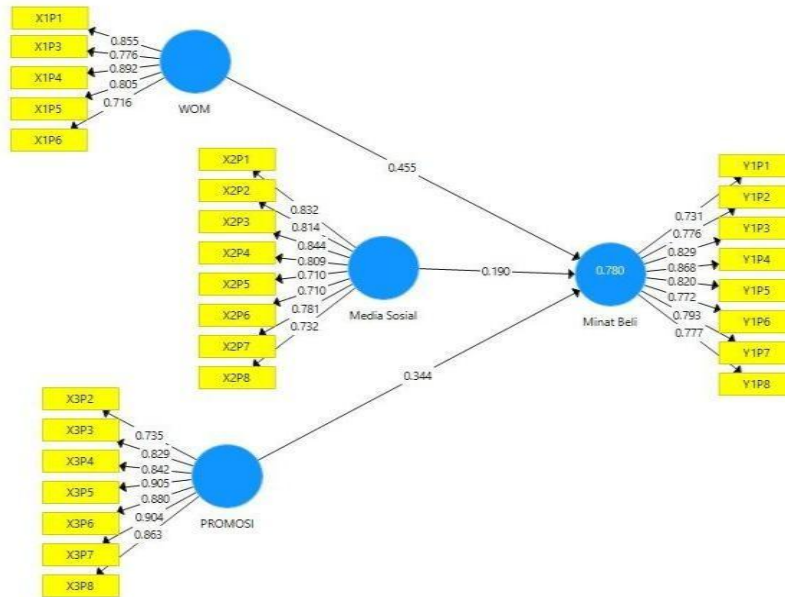 X1P1
X1P3
X1P4
X1P5
X1P6
0.855
0.776
0.892
0.805
0.716
WOM
0.455
X2P1
X2P2
X2P3
X2P4
X2P5
X2P6
X2P7
X2P8
0.832
0.814
0.844
0.809
0.710
0.710
0.781
0.732
Media Sosial
0.190
X3P2
X3P3
X3P4
X3P5
X3P6
X3P7
X3P8
0.735
0.829
0.842
0.905
0.880
0.904
0.863
PROMOSI
0.344
0.780
Minat Beli
0.731
0.776
0.829
0.868
0.820
0.772
0.793
0.777
Y1P1
Y1P2
Y1P3
Y1P4
Y1P5
Y1P6
Y1P7
Y1P8